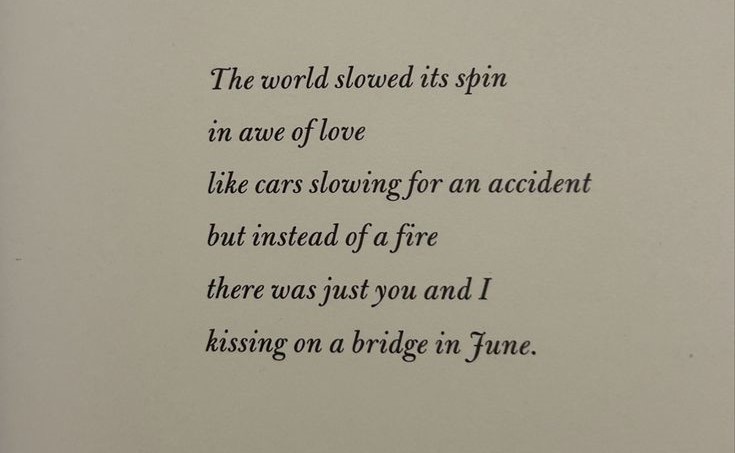 The world slowed its spin
in awe of love
like cars slowing for an accident
but instead of a fire
there was just you and I
kissing on a bridge in June.